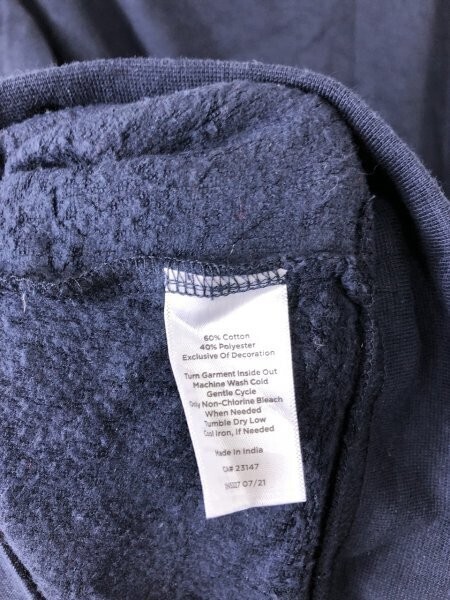 60% Cotton
40% Polyester
Exclusive Of Decoration
Turn Garment Inside Out
Machine Wash Cold
Gentle Cycle
Only Non-Chlorine Bleach
When Needed
Tumble Dry Low
Cool Iron, If Needed
Made In India
CA# 23147
07/21